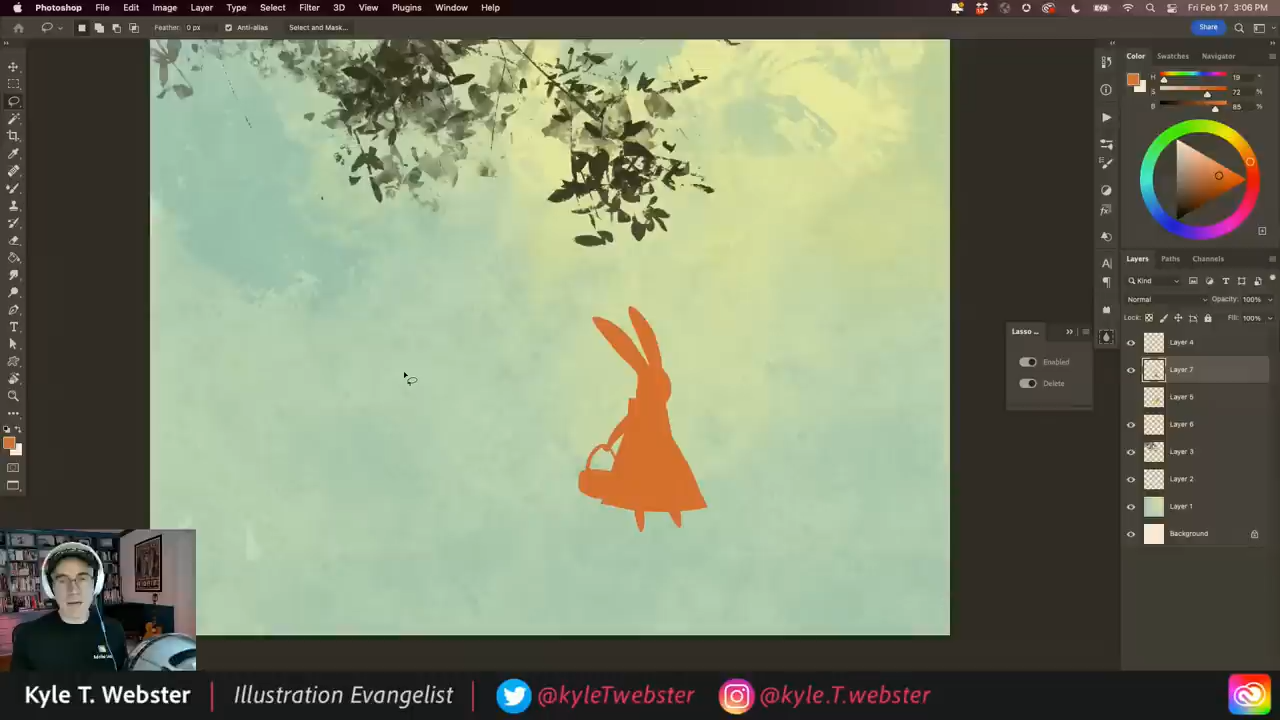 Photoshop File Edit Image Layer Type Select Filter 3D View Plugins Window Help Fri Feb 17 3:06 PM
Feather: 0 px Anti-alias Select and Mask... Share
Color Swatches Navigator
H 19 °
S 72 %
B 85 %
Layers Paths Channels
Kind
Normal Opacity: 100%
Lock: Fill: 100%
Lasso ...
Enabled
Delete
Layer 4
Layer 7
Layer 5
Layer 6
Layer 3
Layer 2
Layer 1
Background
Kyle T. Webster | Illustration Evangelist | @kyleTwebster @kyle.T.webster